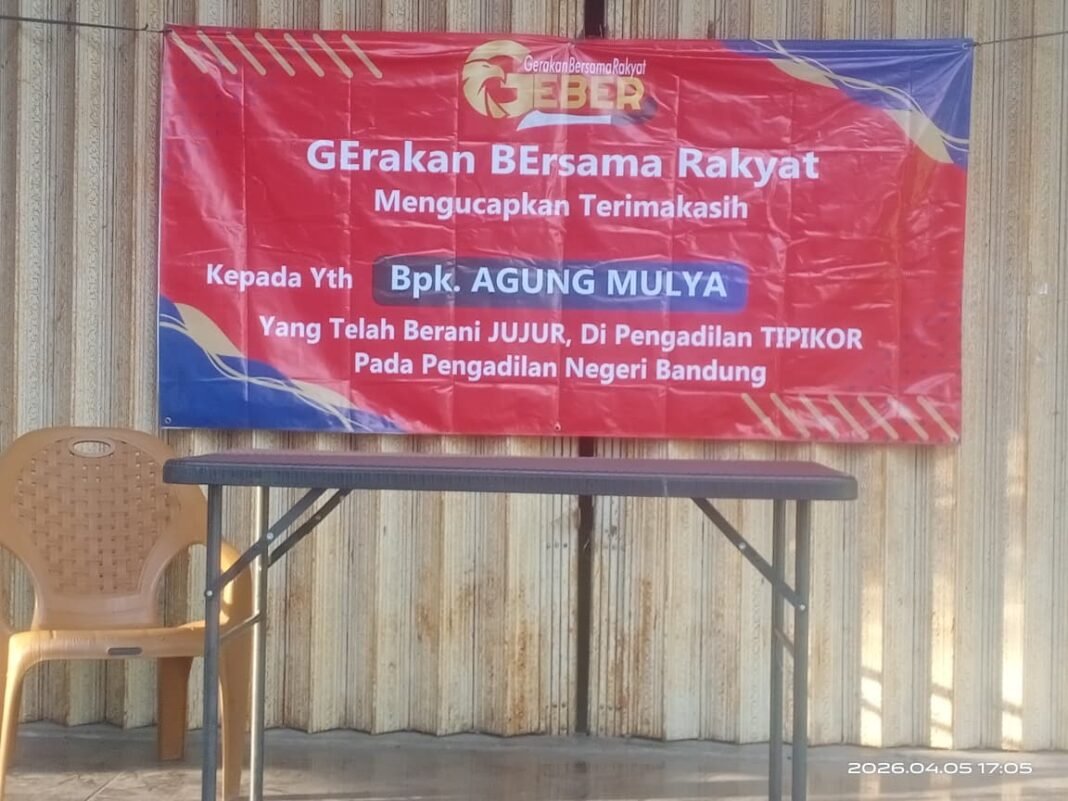 GerakanBersamaRakyat
GEBER
GErakan BErsama Rakyat
Mengucapkan Terimakasih
Kepada Yth Bpk. AGUNG MULYA
Yang Telah Berani JUJUR, Di Pengadilan TIPIKOR
Pada Pengadilan Negeri Bandung
2026.04.05 17:05